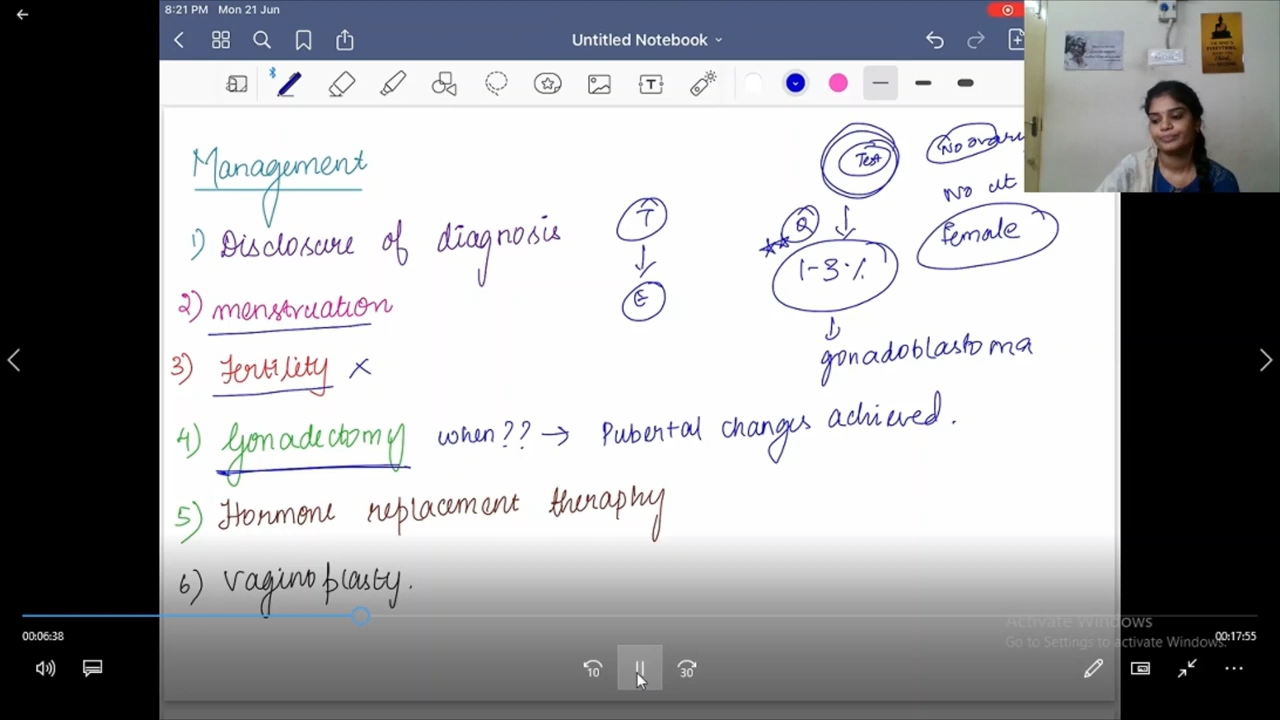 8:21 PM Mon 21 Jun
Untitled Notebook
T
Management
Test
No ovary
No ut
Female
T
Q
1-3%
E
gonadoblastoma
1) Disclosure of diagnosis
2) menstruation
3) Fertility x
4) Gonadectomy when?? → Pubertal changes achieved.
5) Hormone replacement theraphy
6) vaginoplasty.
Activate Windows
Go to Settings to activate Windows.
00:06:38
00:17:55
10
30